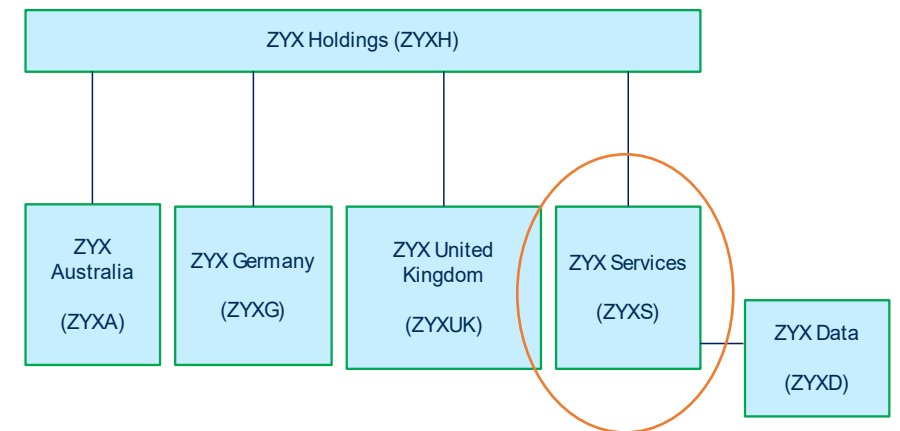 ZYX Holdings (ZYXH)
ZYX
Australia
(ZYXA)
ZYX Germany
(ZYXG)
ZYX United
Kingdom
(ZYXUK)
ZYX Services
(ZYXS)
ZYX Data
(ZYXD)